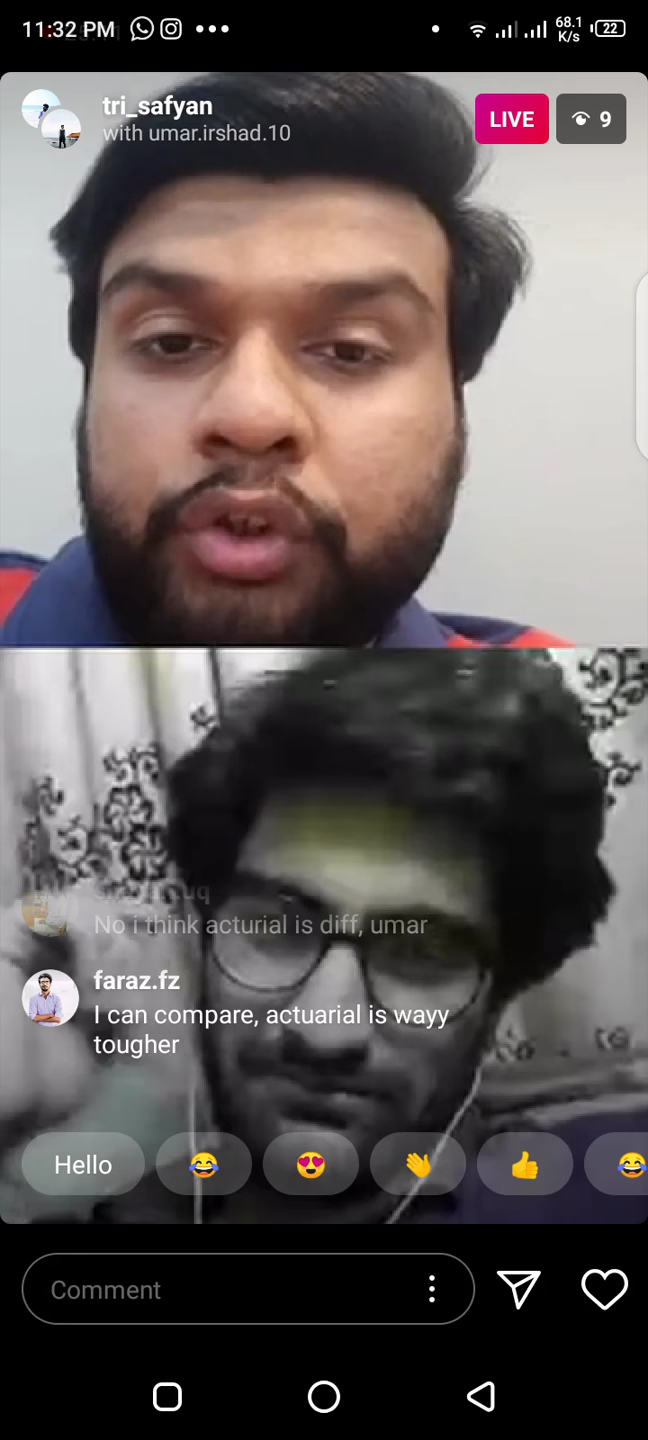 11:32 PM
68.1
K/s
22
tri_safyan
with umar.irshad.10
LIVE
9
No i think acturial is diff, umar
faraz.fz
I can compare, actuarial is wayy
tougher
Hello
Comment